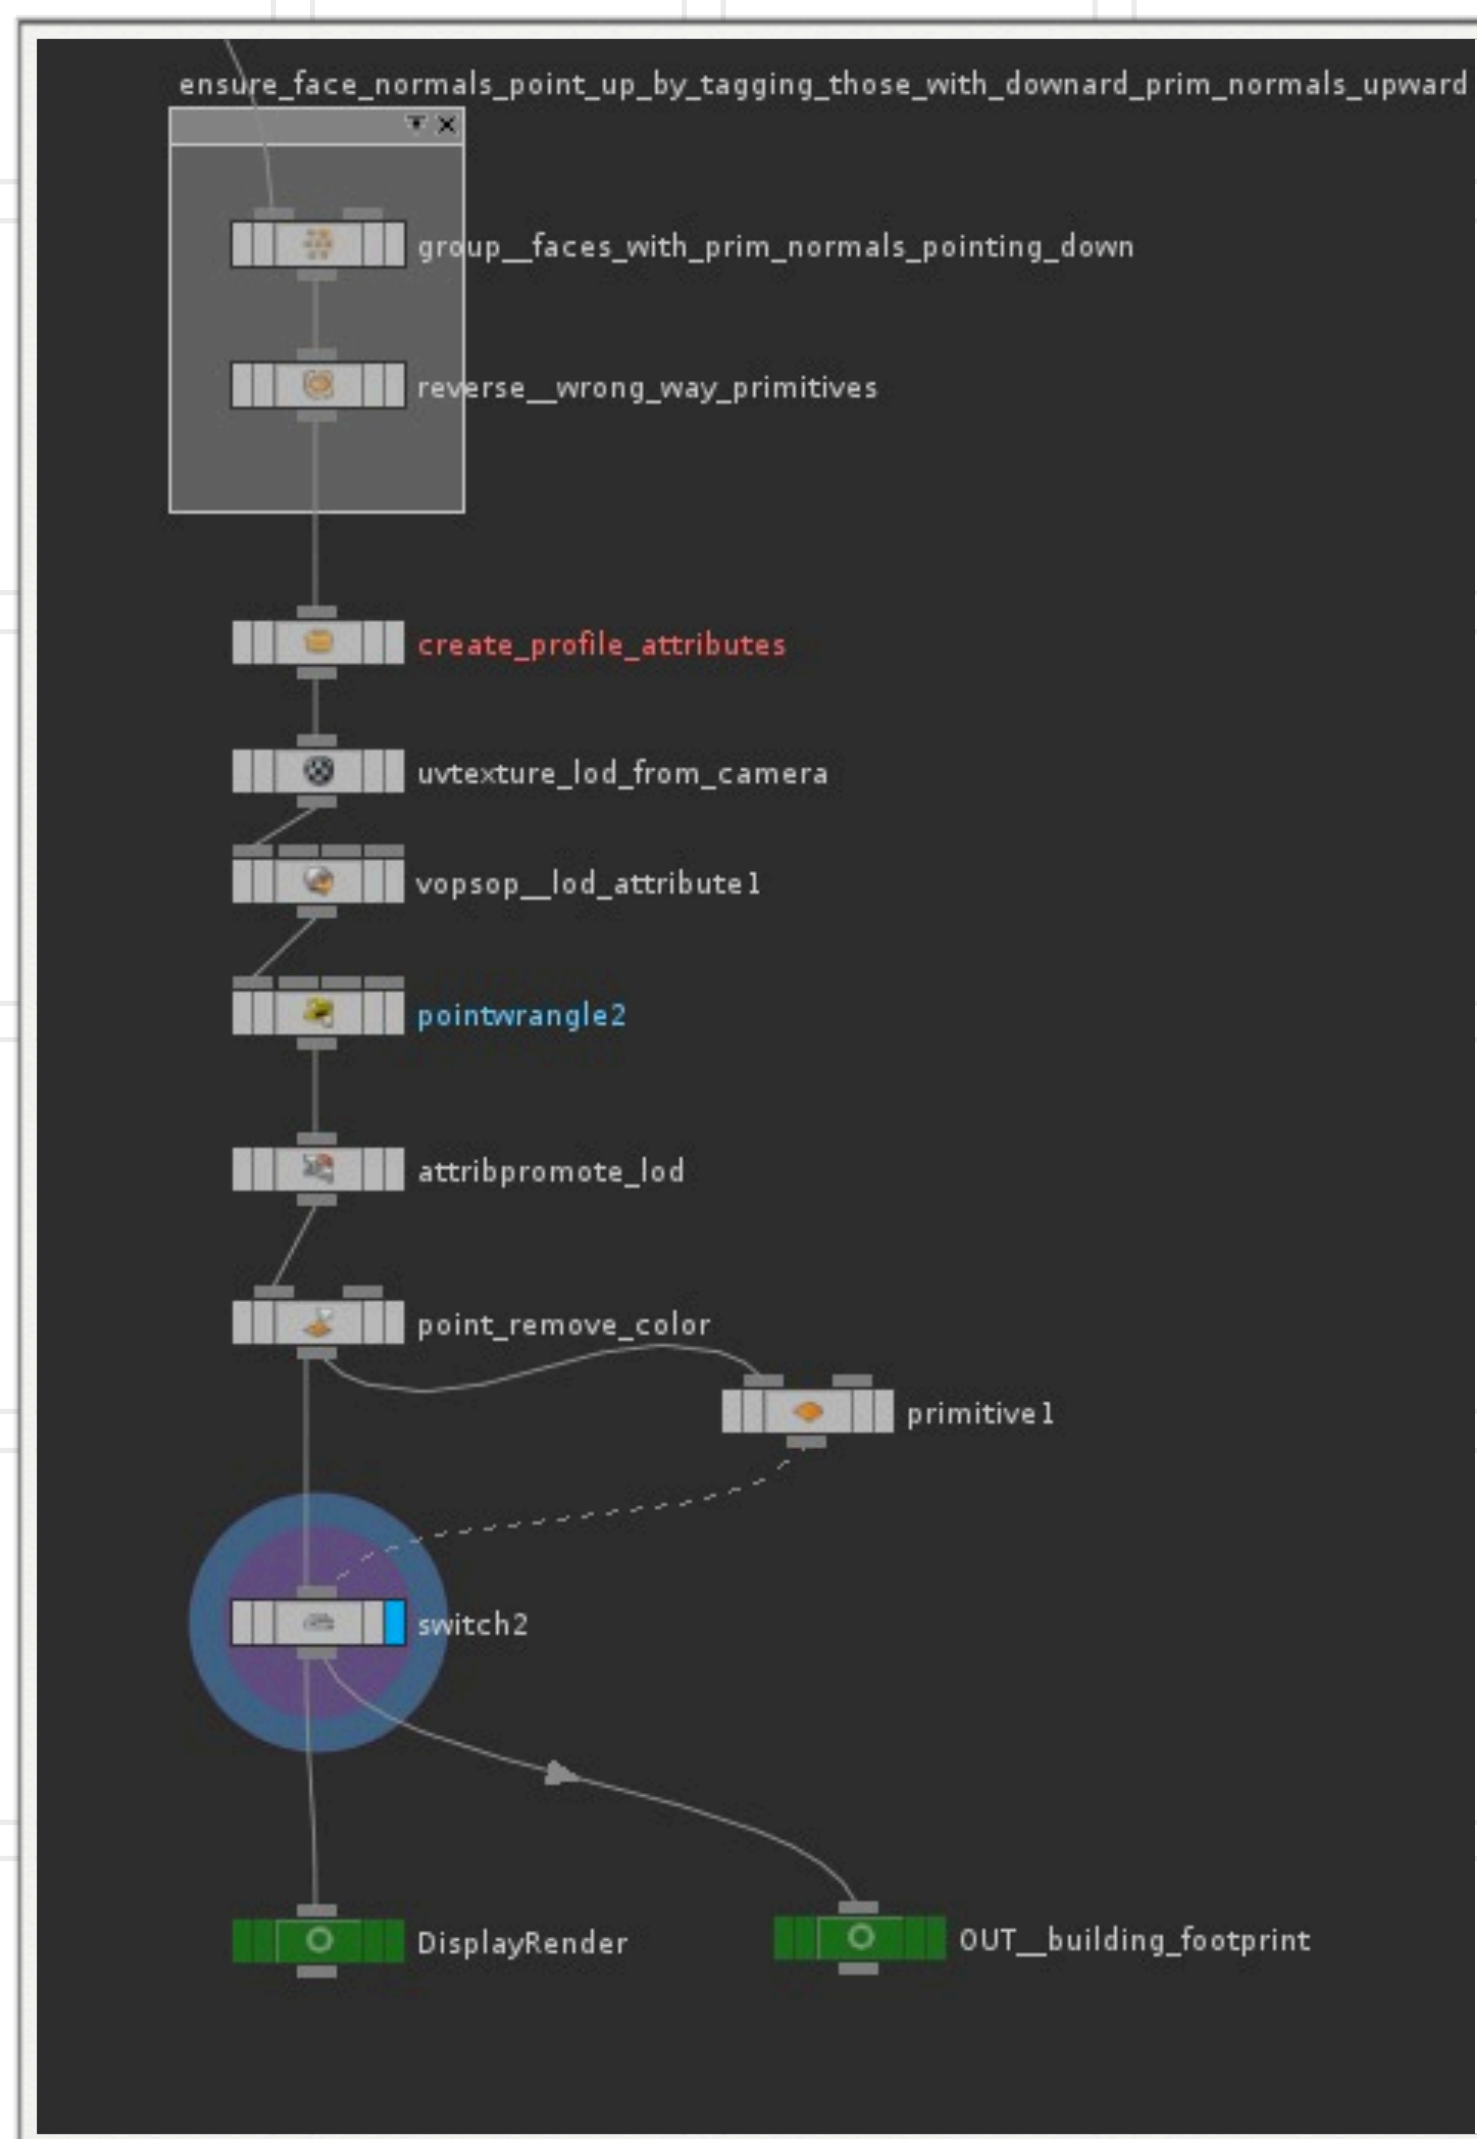 ensure_face_normals_point_up_by_tagging_those_with_downard_prim_normals_upward
group__faces_with_prim_normals_pointing_down
reverse__wrong_way_primitives
create_profile_attributes
uvtexture_lod_from_camera
vopsop__lod_attribute1
pointwrangle2
attribpromote_lod
point_remove_color
primitive1
switch2
DisplayRender
OUT__building_footprint